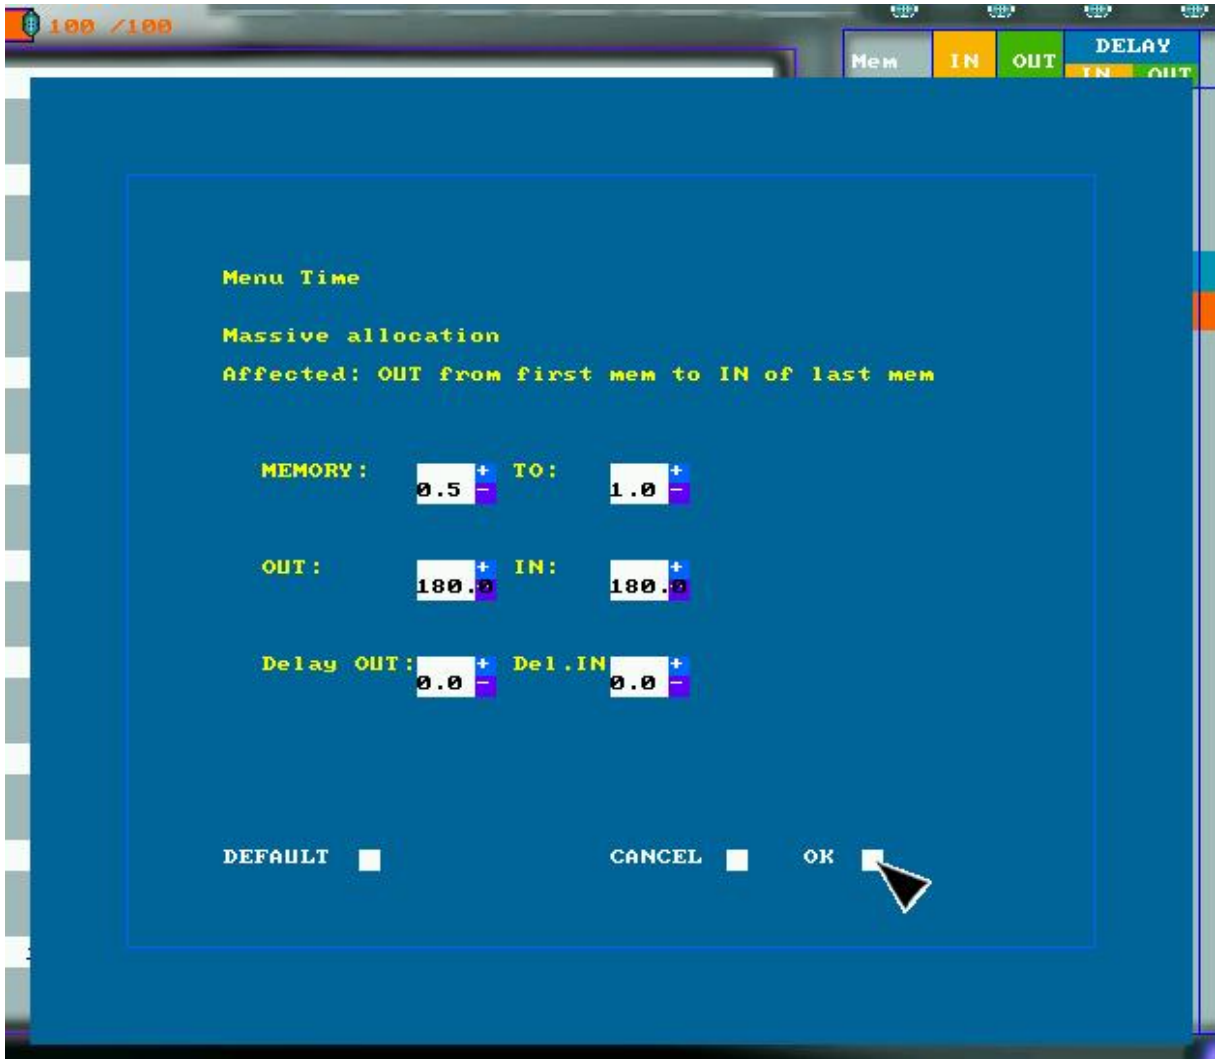 100 /100
Mem IN OUT DELAY
IN OUT
Menu Time
Massive allocation
Affected: OUT from first mem to IN of last mem
MEMORY: 0.5 + - TO: 1.0 + -
OUT: 180.0 + IN: 180.0 +
Delay OUT: 0.0 + - Del.IN 0.0 + -
DEFAULT CANCEL OK